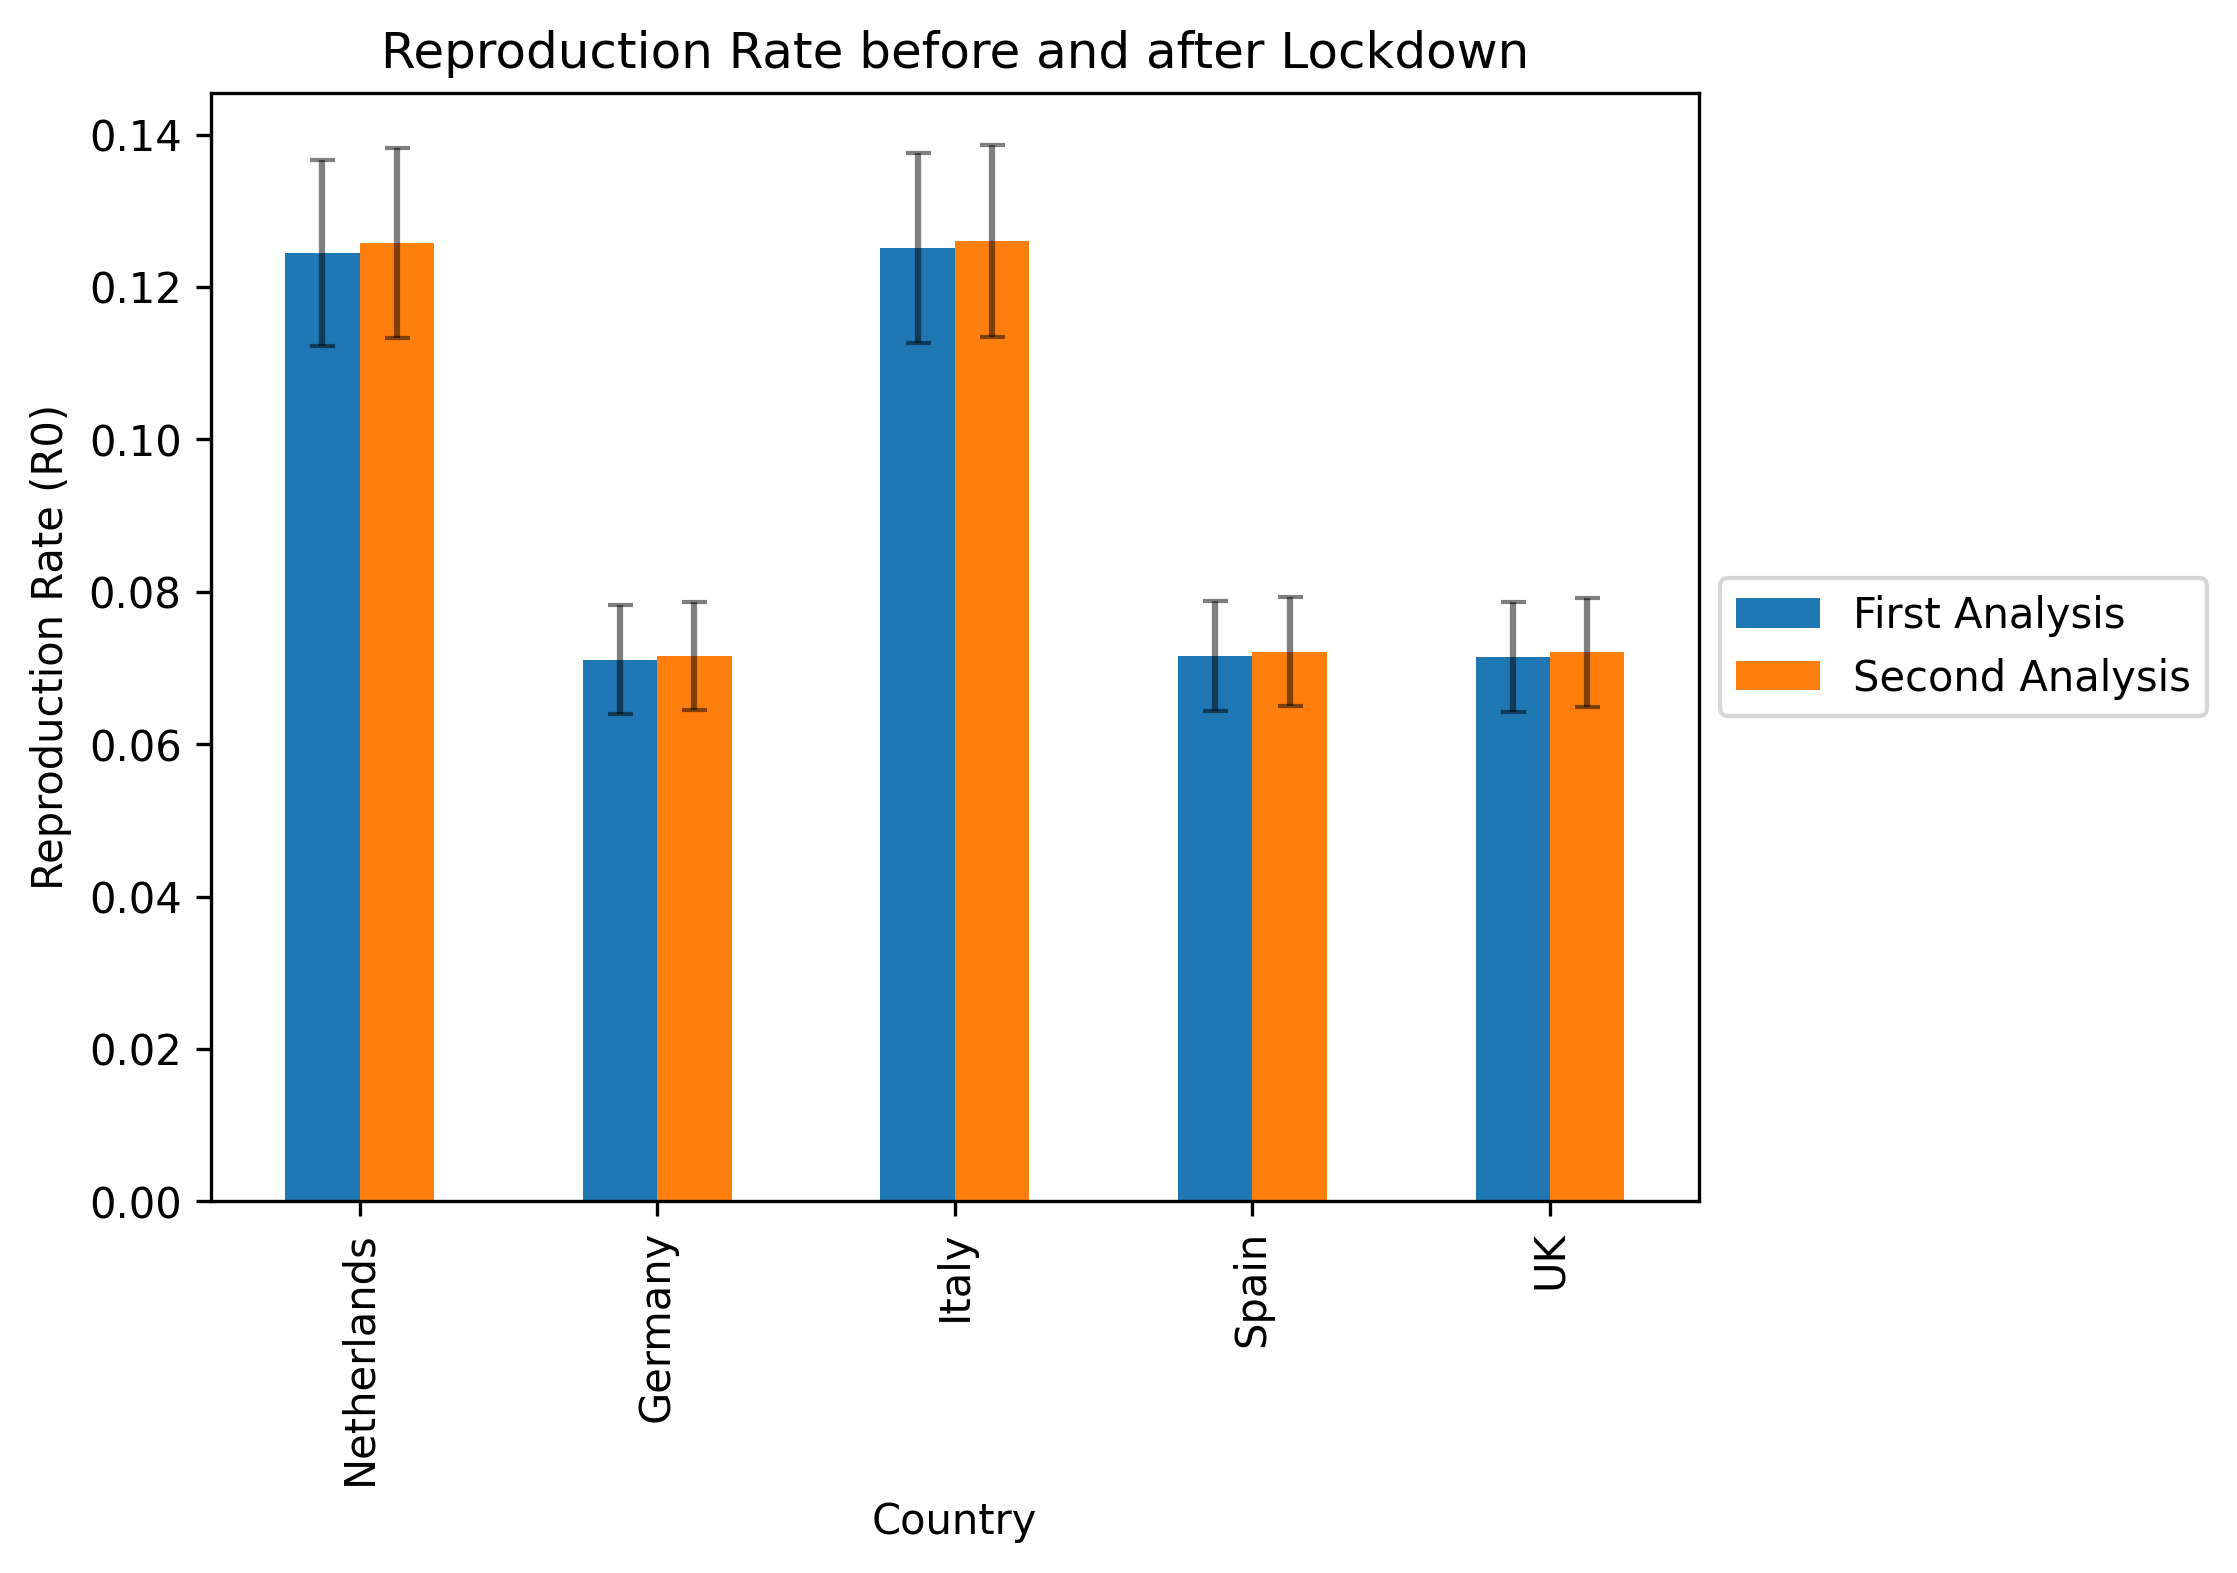 Reproduction Rate before and after Lockdown
Reproduction Rate (R0)
0.14
0.12
0.10
0.08
0.06
0.04
0.02
0.00
Netherlands
Germany
Italy
Spain
UK
Country
First Analysis
Second Analysis